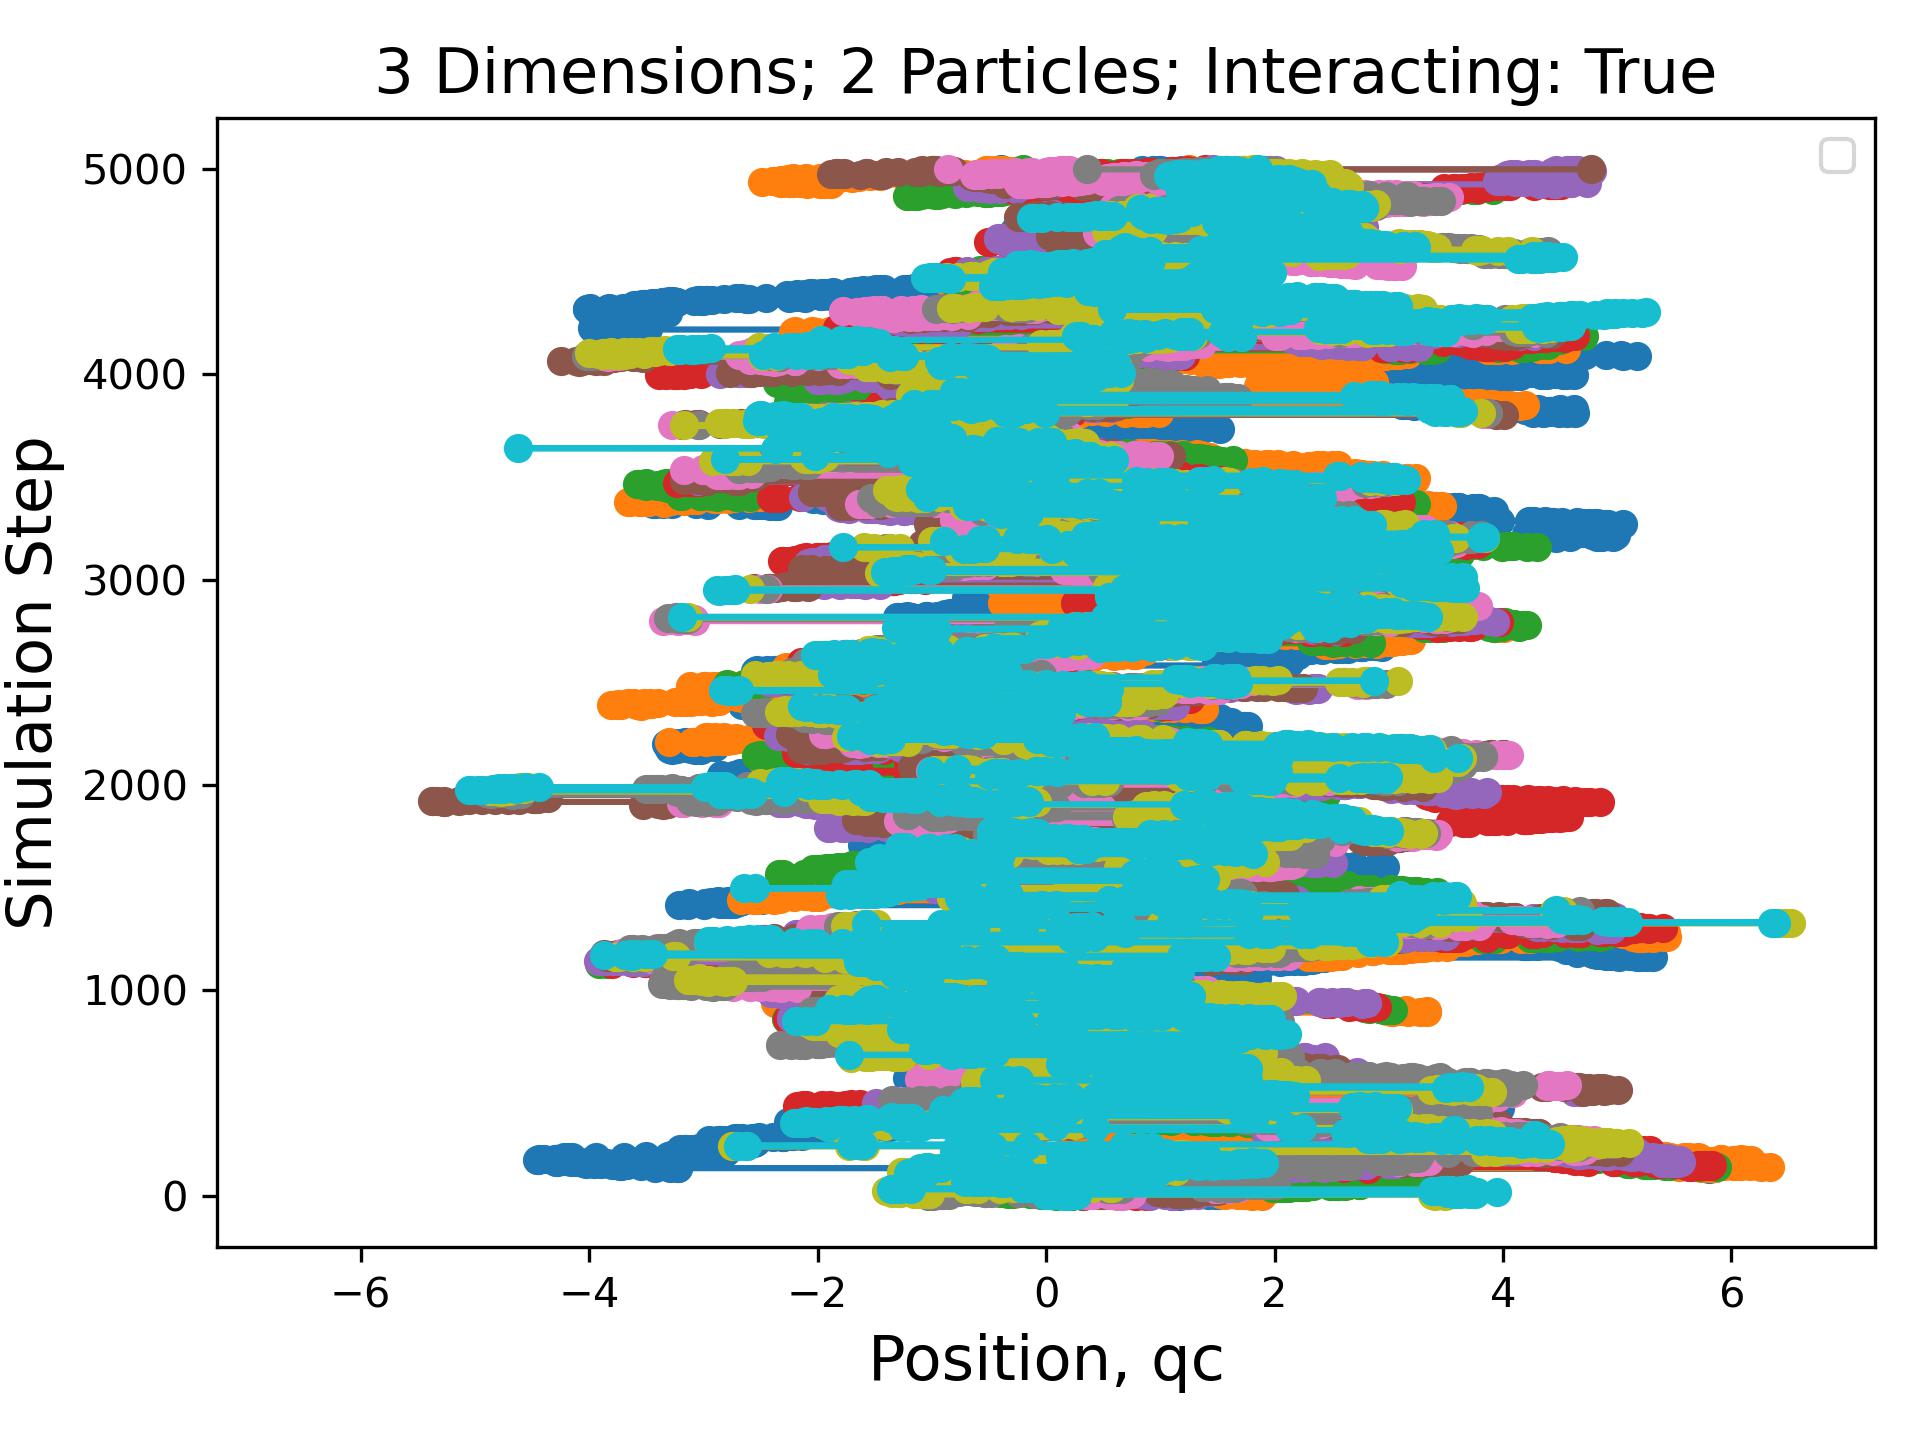 3 Dimensions; 2 Particles; Interacting: True
Simulation Step
5000
4000
3000
2000
1000
0
−6 −4 −2 0 2 4 6
Position, qc